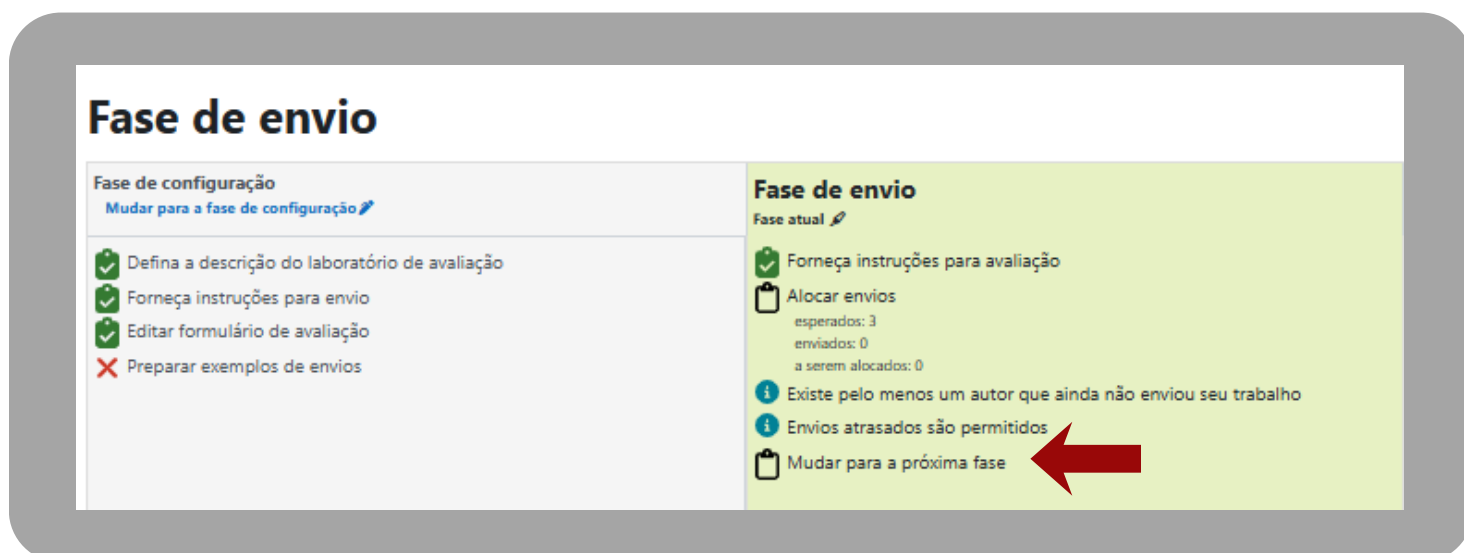 Fase de envio
Fase de configuração
Mudar para a fase de configuração
Defina a descrição do laboratório de avaliação
Forneça instruções para envio
Editar formulário de avaliação
Preparar exemplos de envios
Fase de envio
Fase atual
Forneça instruções para avaliação
Alocar envios
esperados: 3
enviados: 0
a serem alocados: 0
Existe pelo menos um autor que ainda não enviou seu trabalho
Envios atrasados são permitidos
Mudar para a próxima fase